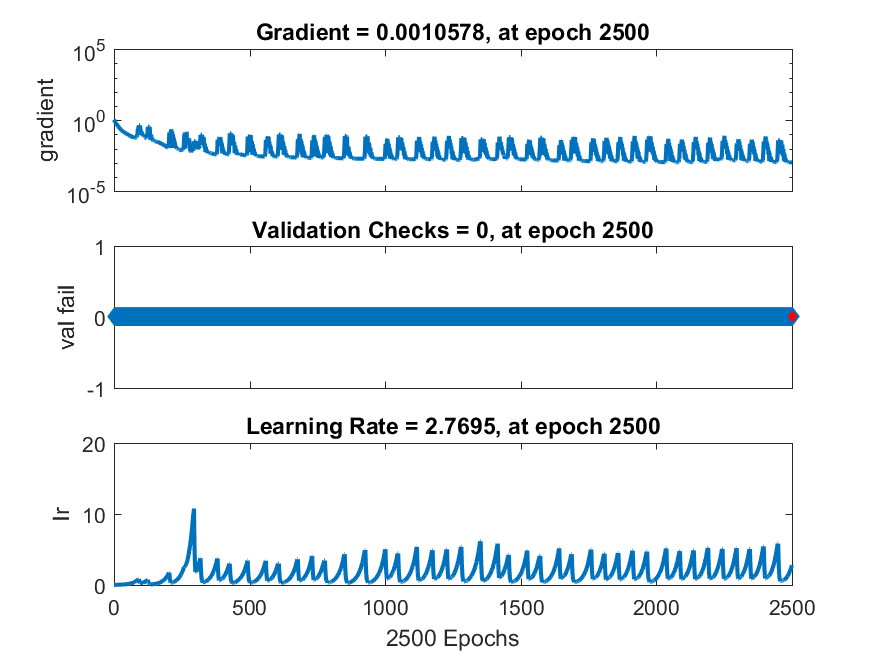 Gradient = 0.0010578, at epoch 2500
10^5
10^0
10^-5
gradient
Validation Checks = 0, at epoch 2500
1
0
-1
val fail
Learning Rate = 2.7695, at epoch 2500
20
10
0
lr
0 500 1000 1500 2000 2500
2500 Epochs